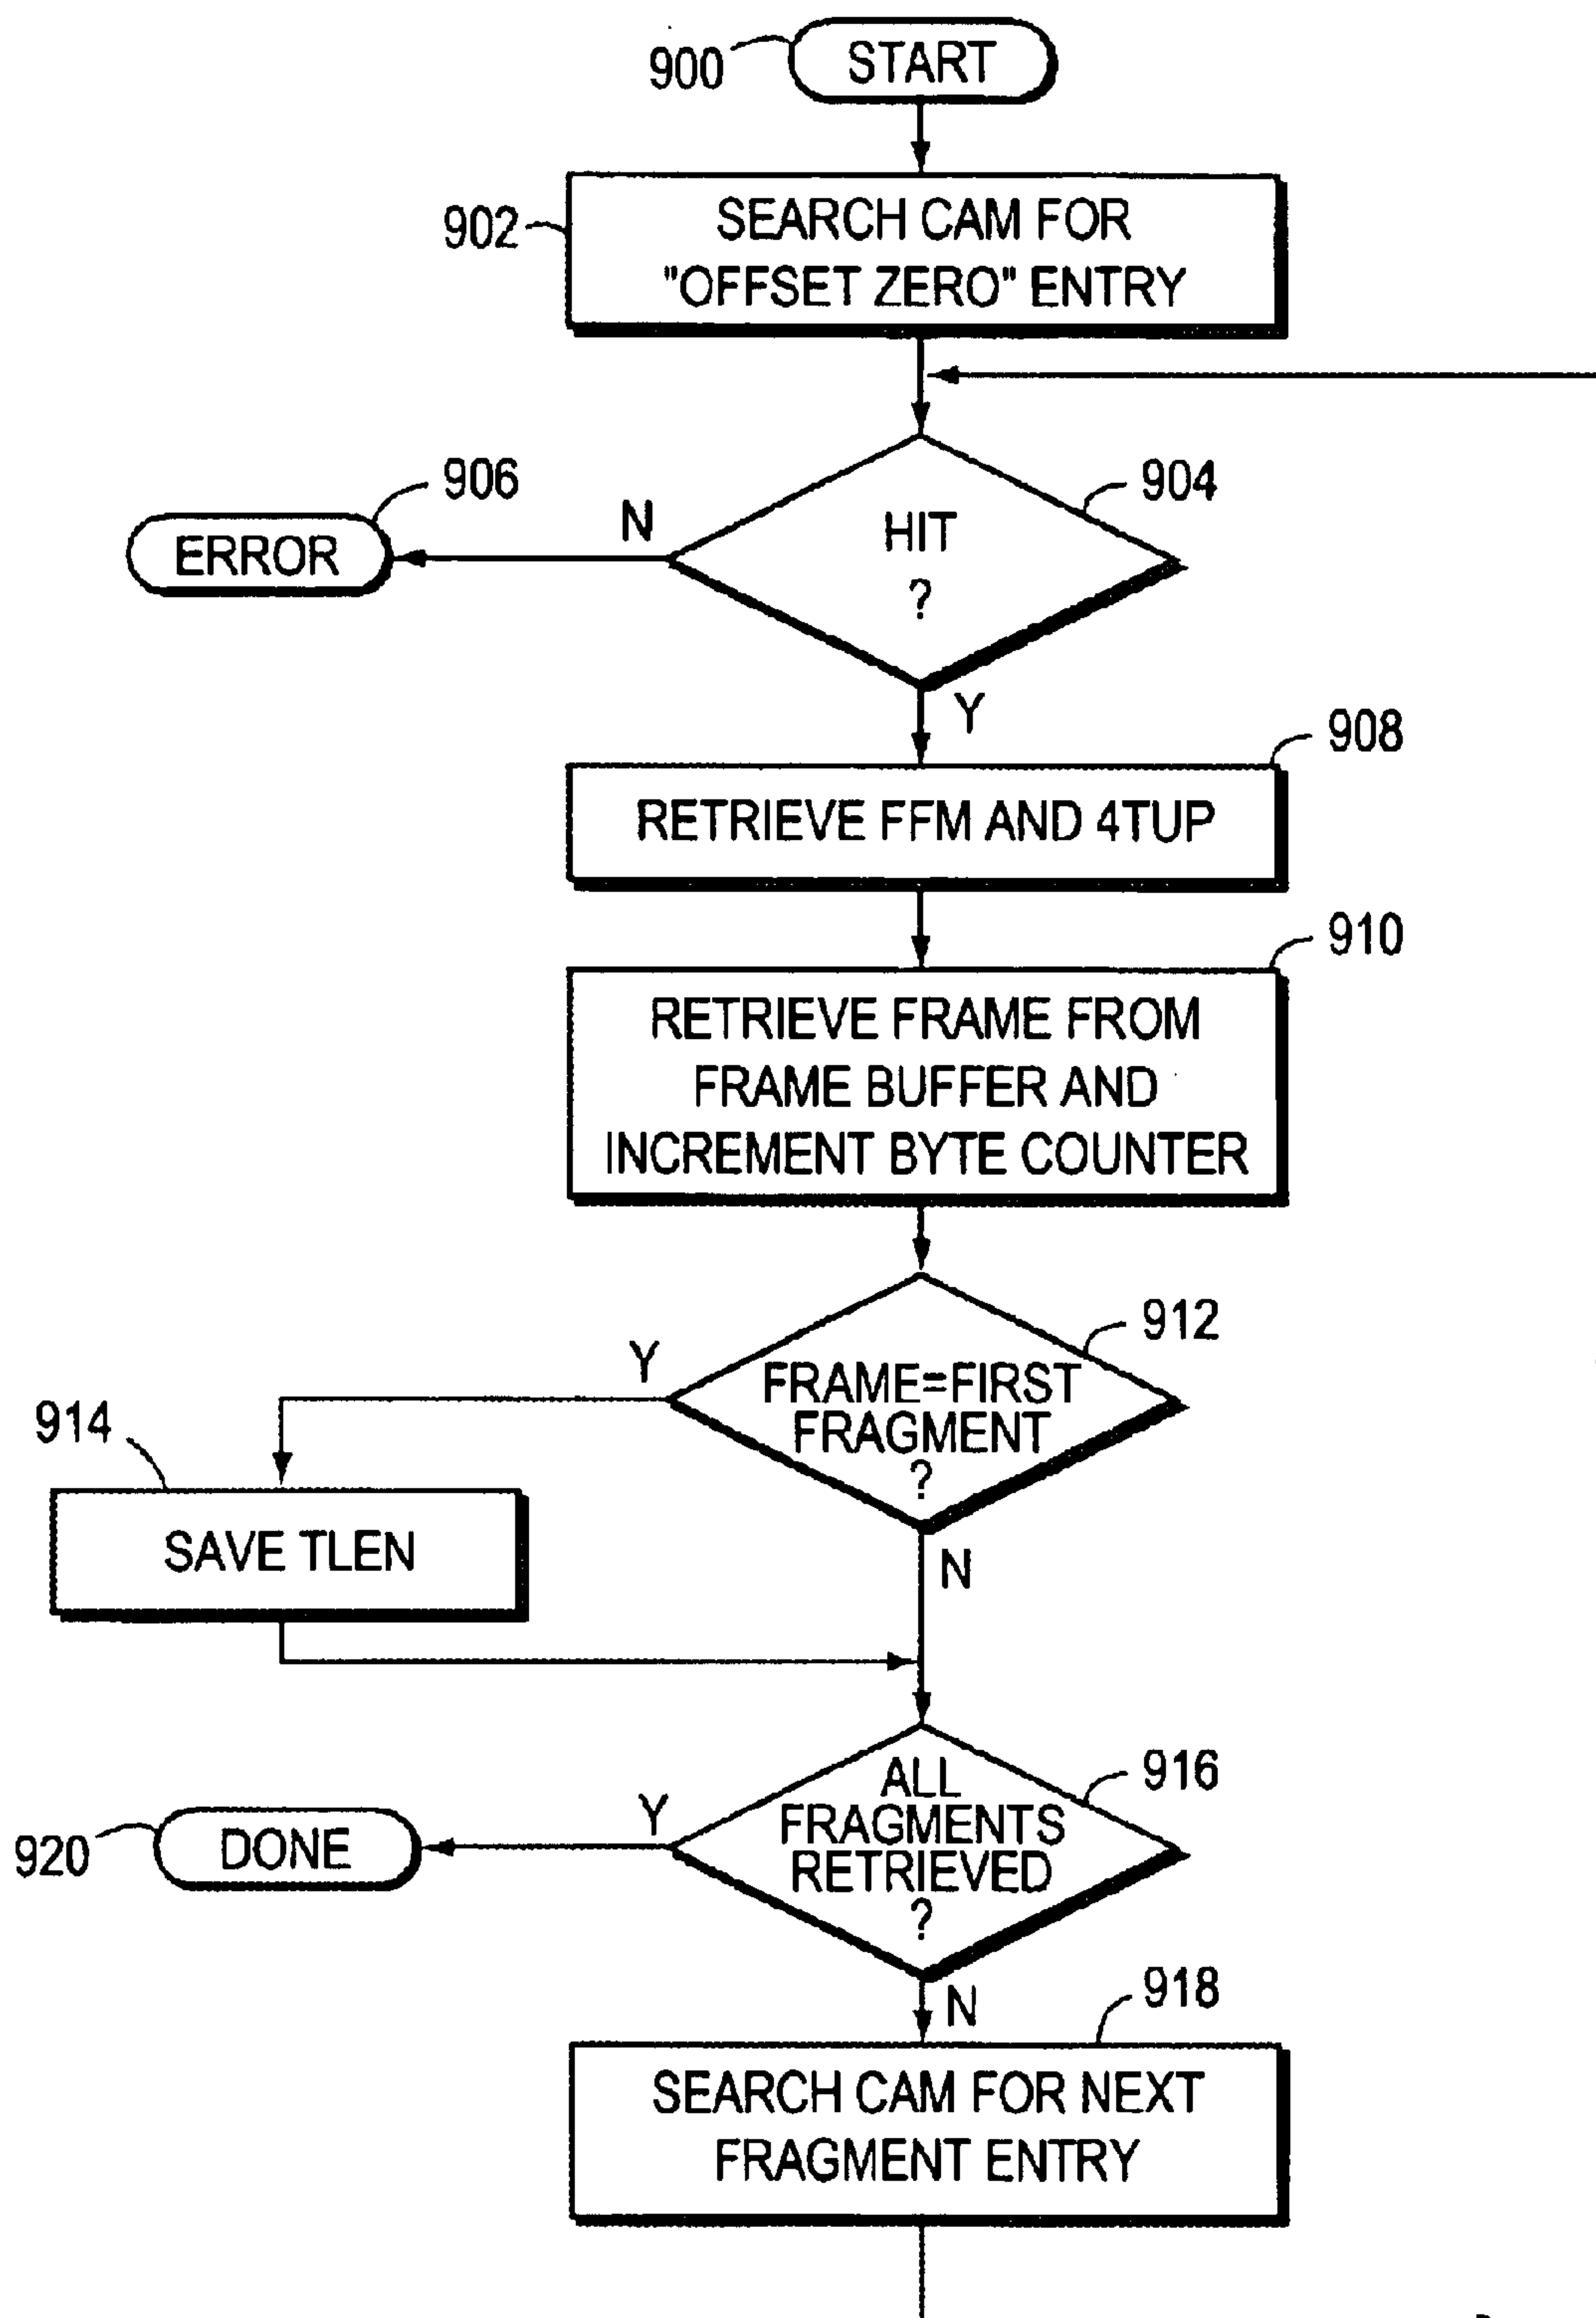 900
START
902
SEARCH CAM FOR
"OFFSET ZERO" ENTRY
906
904
ERROR
N
HIT
?
Y
908
RETRIEVE FFM AND 4TUP
910
RETRIEVE FRAME FROM
FRAME BUFFER AND
INCREMENT BYTE COUNTER
912
Y
FRAME=FIRST
FRAGMENT
?
914
SAVE TLEN
N
916
ALL
FRAGMENTS
RETRIEVED
?
Y
920
DONE
N
918
SEARCH CAM FOR NEXT
FRAGMENT ENTRY